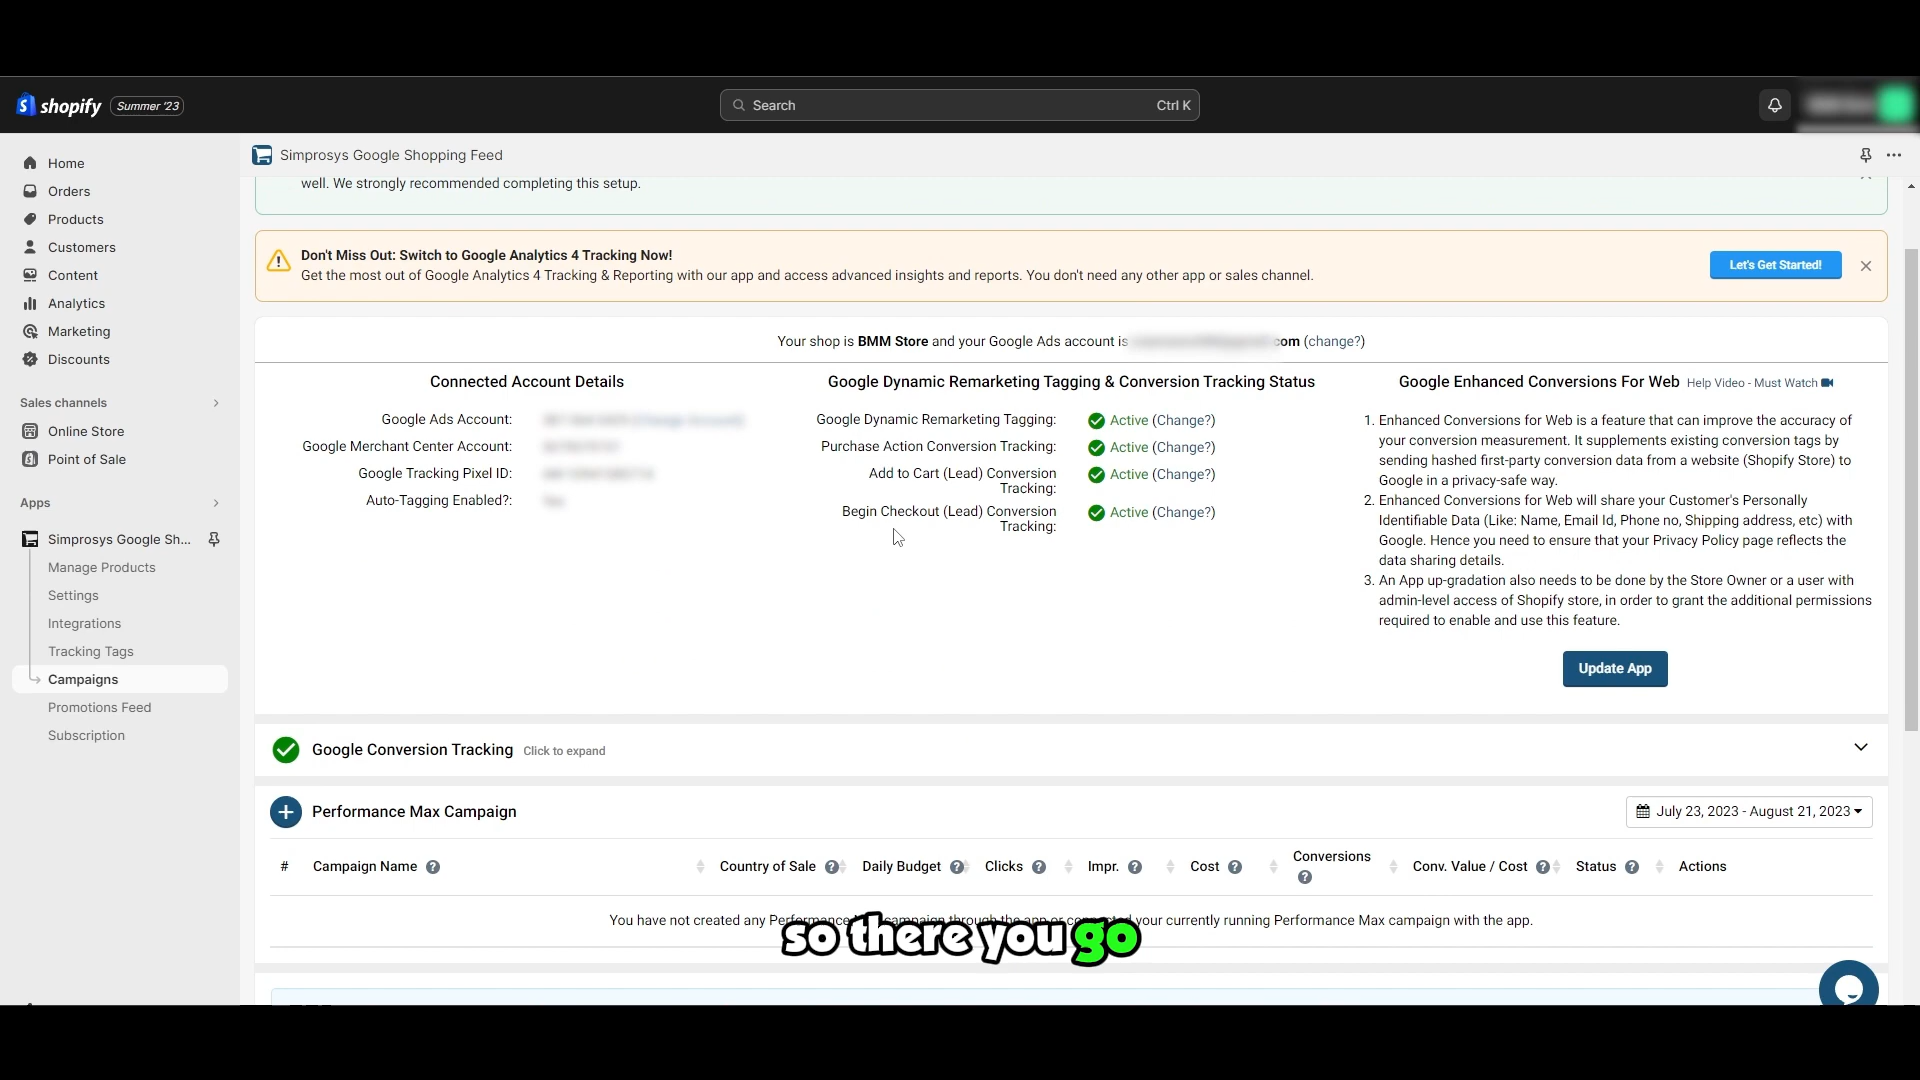 shopify Summer '23
Search Ctrl K
Home
Orders
Products
Customers
Content
Analytics
Marketing
Discounts
Sales channels
Online Store
Point of Sale
Apps
Simprosys Google Sh...
Manage Products
Settings
Integrations
Tracking Tags
Campaigns
Promotions Feed
Subscription
Simprosys Google Shopping Feed
well. We strongly recommended completing this setup.
Don't Miss Out: Switch to Google Analytics 4 Tracking Now!
Get the most out of Google Analytics 4 Tracking & Reporting with our app and access advanced insights and reports. You don't need any other app or sales channel.
Let's Get Started!
Your shop is BMM Store and your Google Ads account is com (change?)
Connected Account Details
Google Ads Account:
Google Merchant Center Account:
Google Tracking Pixel ID:
Auto-Tagging Enabled?:
Google Dynamic Remarketing Tagging & Conversion Tracking Status
Google Dynamic Remarketing Tagging: Active (Change?)
Purchase Action Conversion Tracking: Active (Change?)
Add to Cart (Lead) Conversion
Tracking: Active (Change?)
Begin Checkout (Lead) Conversion
Tracking: Active (Change?)
Google Enhanced Conversions For Web Help Video - Must Watch
1. Enhanced Conversions for Web is a feature that can improve the accuracy of
your conversion measurement. It supplements existing conversion tags by
sending hashed first-party conversion data from a website (Shopify Store) to
Google in a privacy-safe way.
2. Enhanced Conversions for Web will share your Customer's Personally
Identifiable Data (Like: Name, Email Id, Phone no, Shipping address, etc) with
Google. Hence you need to ensure that your Privacy Policy page reflects the
data sharing details.
3. An App up-gradation also needs to be done by the Store Owner or a user with
admin-level access of Shopify store, in order to grant the additional permissions
required to enable and use this feature.
Update App
Google Conversion Tracking Click to expand
Performance Max Campaign
July 23, 2023 - August 21, 2023
# Campaign Name Country of Sale Daily Budget Clicks Impr. Cost Conversions Conv. Value / Cost Status Actions
You have not created any Performance campaign through the app or your currently running Performance Max campaign with the app.
so there you go